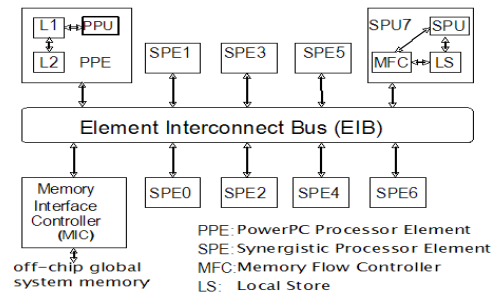 L1
PPU
L2
PPE
SPE1
SPE3
SPE5
SPU7
SPU
MFC
LS
Element Interconnect Bus (EIB)
Memory
Interface
Controller
(MIC)
SPE0
SPE2
SPE4
SPE6
off-chip global
system memory
PPE: PowerPC Processor Element
SPE: Synergistic Processor Element
MFC: Memory Flow Controller
LS: Local Store